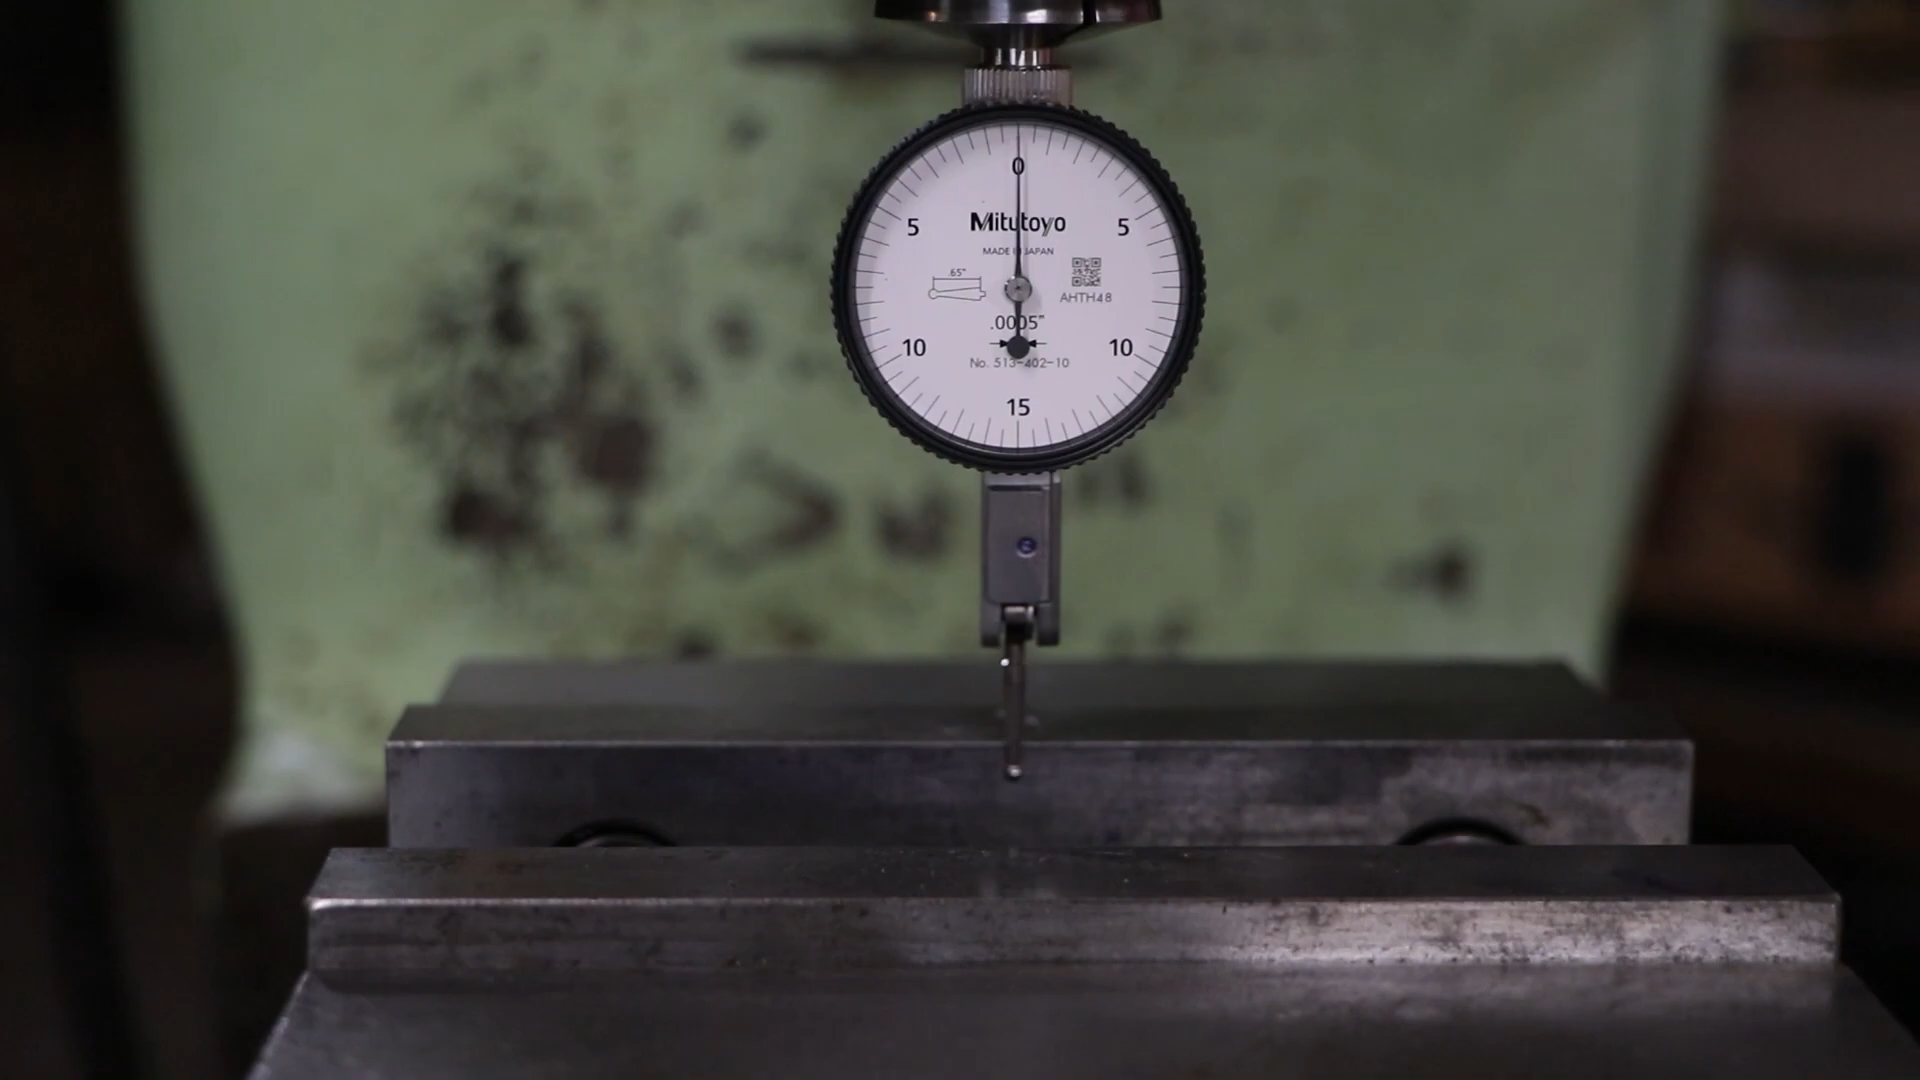 0
5 Mitutoyo 5
MADE IN JAPAN
.65"
AHTH48
.0005"
10 10
No. 513-402-10
15